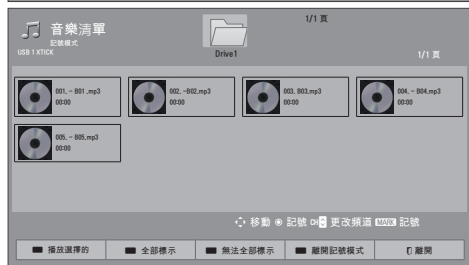 音樂清單
記號模式
USB 1 XTICK
Drive1
1/1 頁
1/1 頁
001. - B01 .mp3
00:00
002. -B02.mp3
00:00
003. B03.mp3
00:00
004. - B04.mp3
00:00
005. - B05.mp3
00:00
移動 ◉ 記號 CH 更改頻道 MARK 記號
播放選擇的
全部標示
無法全部標示
離開記號模式
離開